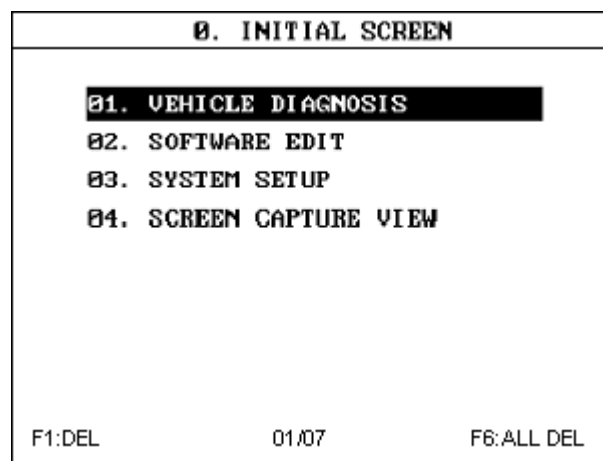 0. INITIAL SCREEN
01. VEHICLE DIAGNOSIS
02. SOFTWARE EDIT
03. SYSTEM SETUP
04. SCREEN CAPTURE VIEW
F1:DEL 01/07 F6:ALL DEL